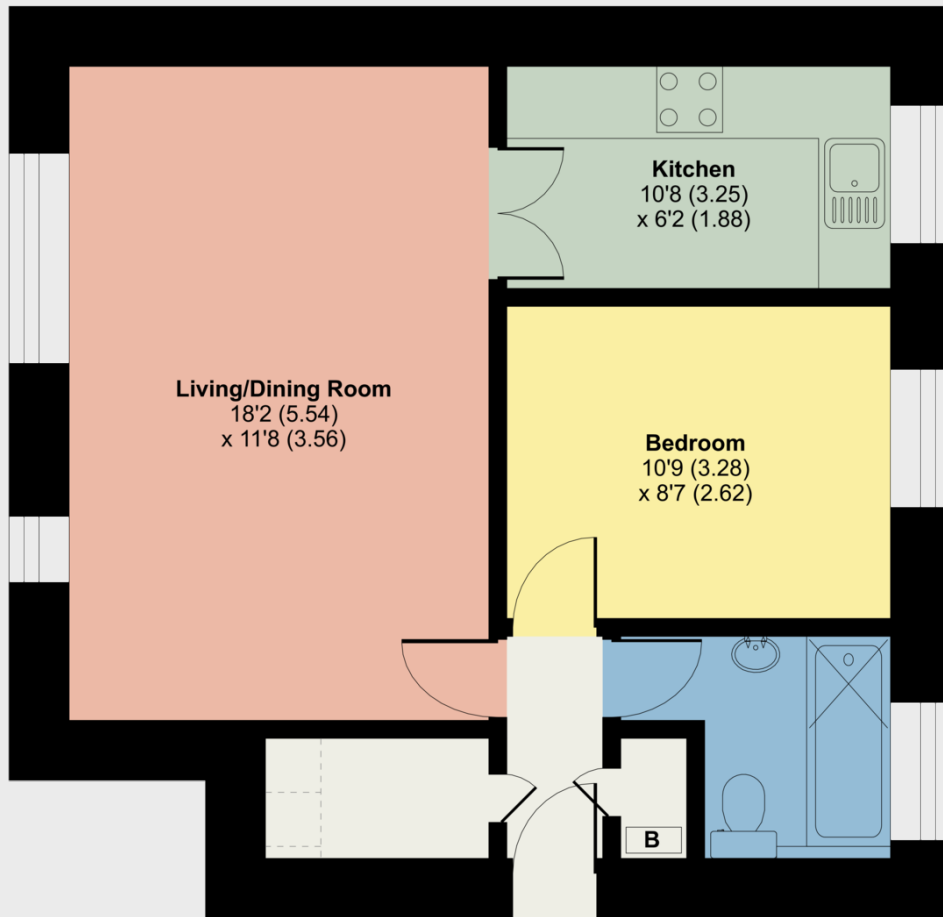 Kitchen
10'8 (3.25)
x 6'2 (1.88)
Living/Dining Room
18'2 (5.54)
x 11'8 (3.56)
Bedroom
10'9 (3.28)
x 8'7 (2.62)
B